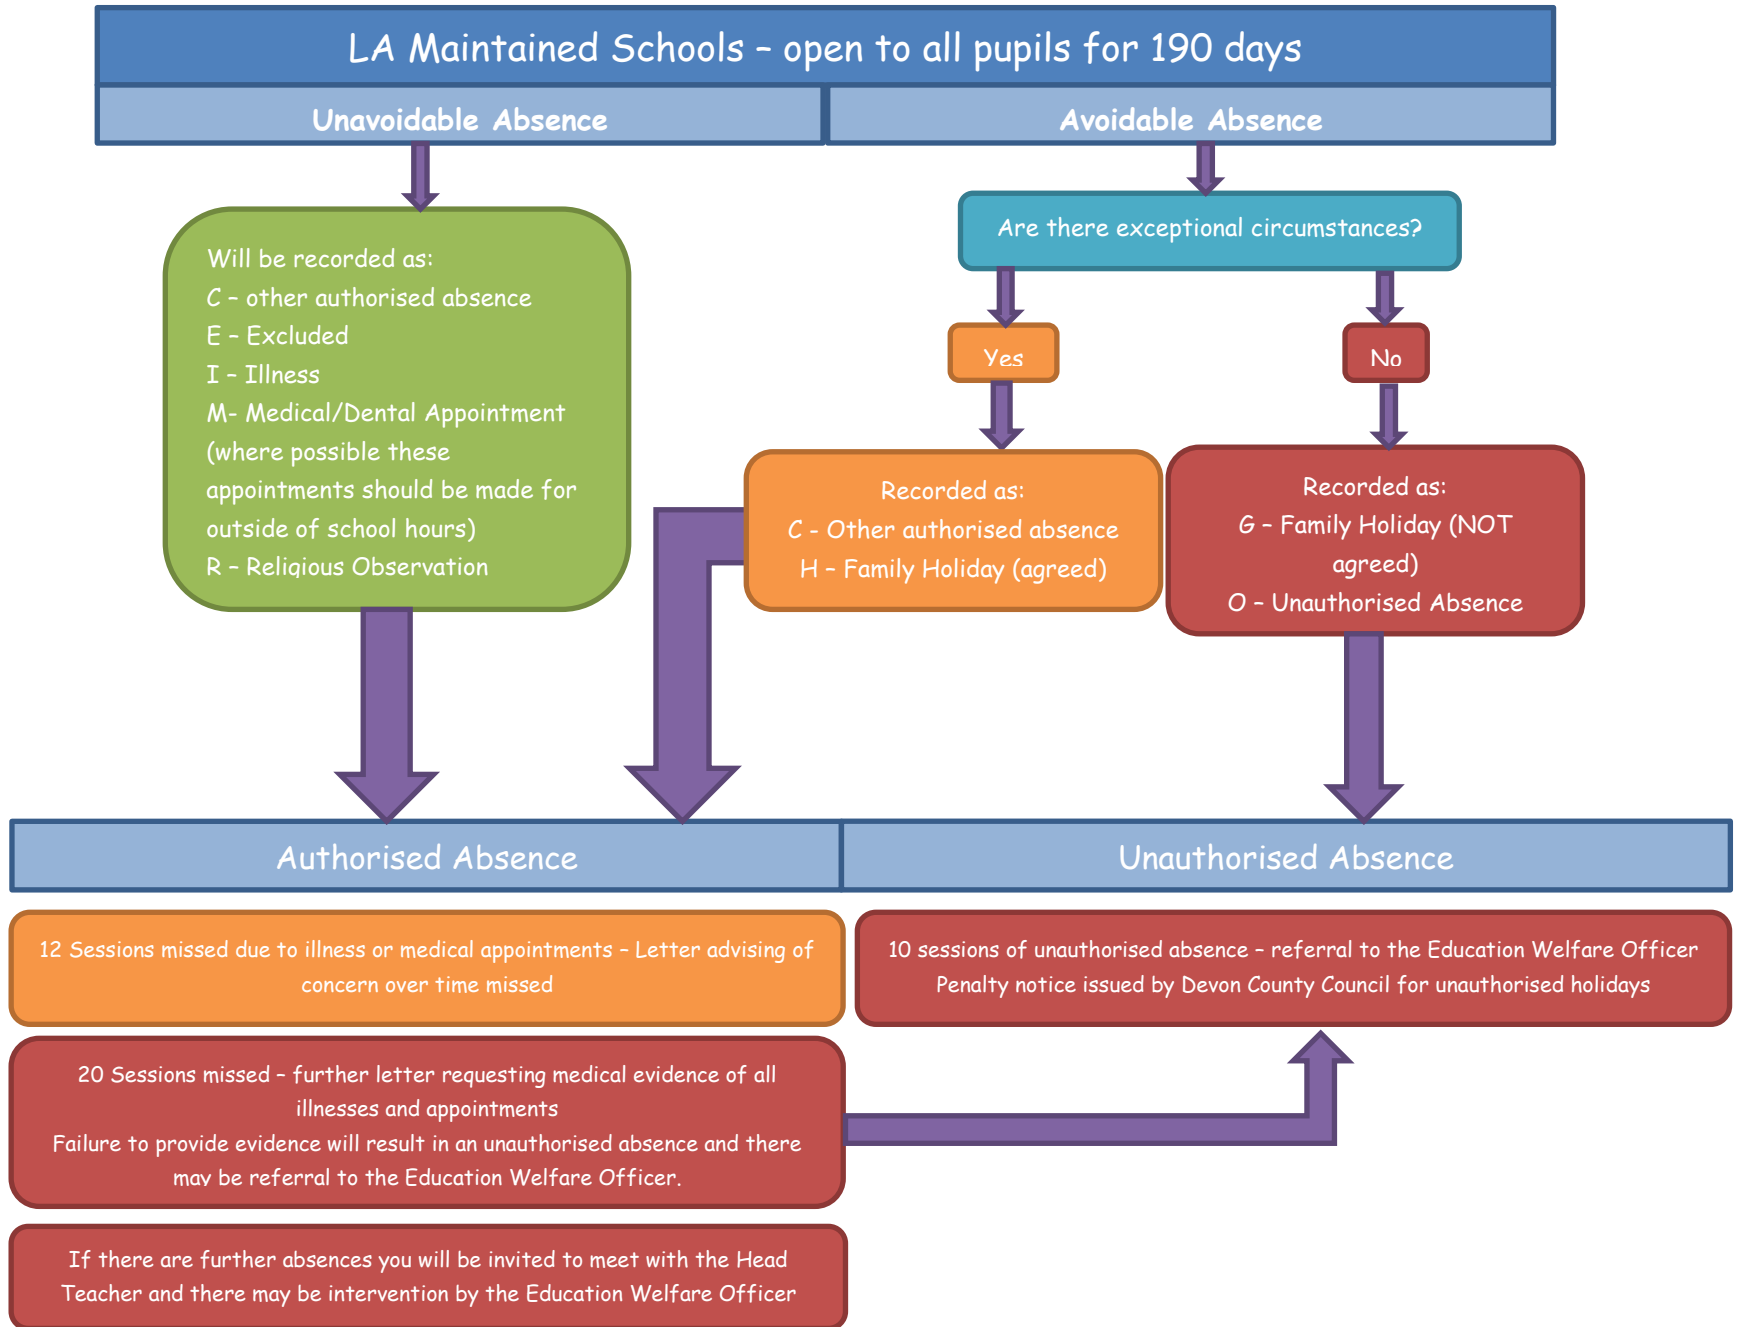 LA Maintained Schools – open to all pupils for 190 days
Unavoidable Absence
Avoidable Absence
Will be recorded as:
C – other authorised absence
E – Excluded
I – Illness
M- Medical/Dental Appointment
(where possible these
appointments should be made for
outside of school hours)
R – Religious Observation
Are there exceptional circumstances?
Yes
No
Recorded as:
C - Other authorised absence
H – Family Holiday (agreed)
Recorded as:
G – Family Holiday (NOT
agreed)
O – Unauthorised Absence
Authorised Absence
Unauthorised Absence
12 Sessions missed due to illness or medical appointments – Letter advising of
concern over time missed
10 sessions of unauthorised absence – referral to the Education Welfare Officer
Penalty notice issued by Devon County Council for unauthorised holidays
20 Sessions missed – further letter requesting medical evidence of all
illnesses and appointments
Failure to provide evidence will result in an unauthorised absence and there
may be referral to the Education Welfare Officer.
If there are further absences you will be invited to meet with the Head
Teacher and there may be intervention by the Education Welfare Officer